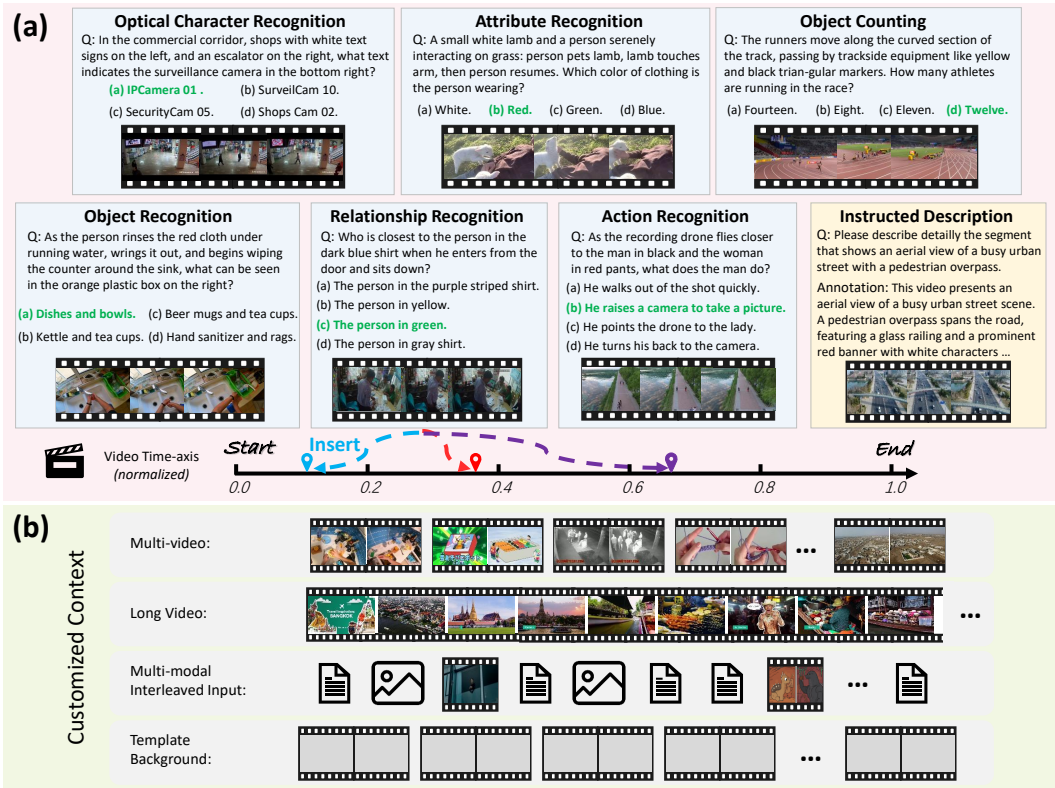 (a)
Optical Character Recognition
Q: In the commercial corridor, shops with white text
signs on the left, and an escalator on the right, what text
indicates the surveillance camera in the bottom right?
(a) IPCamera 01 .
(b) SurveilCam 10.
(c) SecurityCam 05.
(d) Shops Cam 02.
Attribute Recognition
Q: A small white lamb and a person serenely
interacting on grass: person pets lamb, lamb touches
arm, then person resumes. Which color of clothing is
the person wearing?
(a) White.
(b) Red.
(c) Green.
(d) Blue.
Object Counting
Q: The runners move along the curved section of
the track, passing by trackside equipment like yellow
and black trian-gular markers. How many athletes
are running in the race?
(a) Fourteen.
(b) Eight.
(c) Eleven.
(d) Twelve.
Object Recognition
Q: As the person rinses the red cloth under
running water, wrings it out, and begins wiping
the counter around the sink, what can be seen
in the orange plastic box on the right?
(a) Dishes and bowls.
(c) Beer mugs and tea cups.
(b) Kettle and tea cups.
(d) Hand sanitizer and rags.
Relationship Recognition
Q: Who is closest to the person in the
dark blue shirt when he enters from the
door and sits down?
(a) The person in the purple striped shirt.
(b) The person in yellow.
(c) The person in green.
(d) The person in gray shirt.
Action Recognition
Q: As the recording drone flies closer
to the man in black and the woman
in red pants, what does the man do?
(a) He walks out of the shot quickly.
(b) He raises a camera to take a picture.
(c) He points the drone to the lady.
(d) He turns his back to the camera.
Instructed Description
Q: Please describe detailly the segment
that shows an aerial view of a busy urban
street with a pedestrian overpass.
Annotation: This video presents an
aerial view of a busy urban street scene.
A pedestrian overpass spans the road,
featuring a glass railing and a prominent
red banner with white characters ...
Video Time-axis
(normalized)
Start
Insert
End
0.0
0.2
0.4
0.6
0.8
1.0
(b)
Customized Context
Multi-video:
...
Long Video:
BANGKOK
...
Multi-modal
Interleaved Input:
...
Template
Background:
...